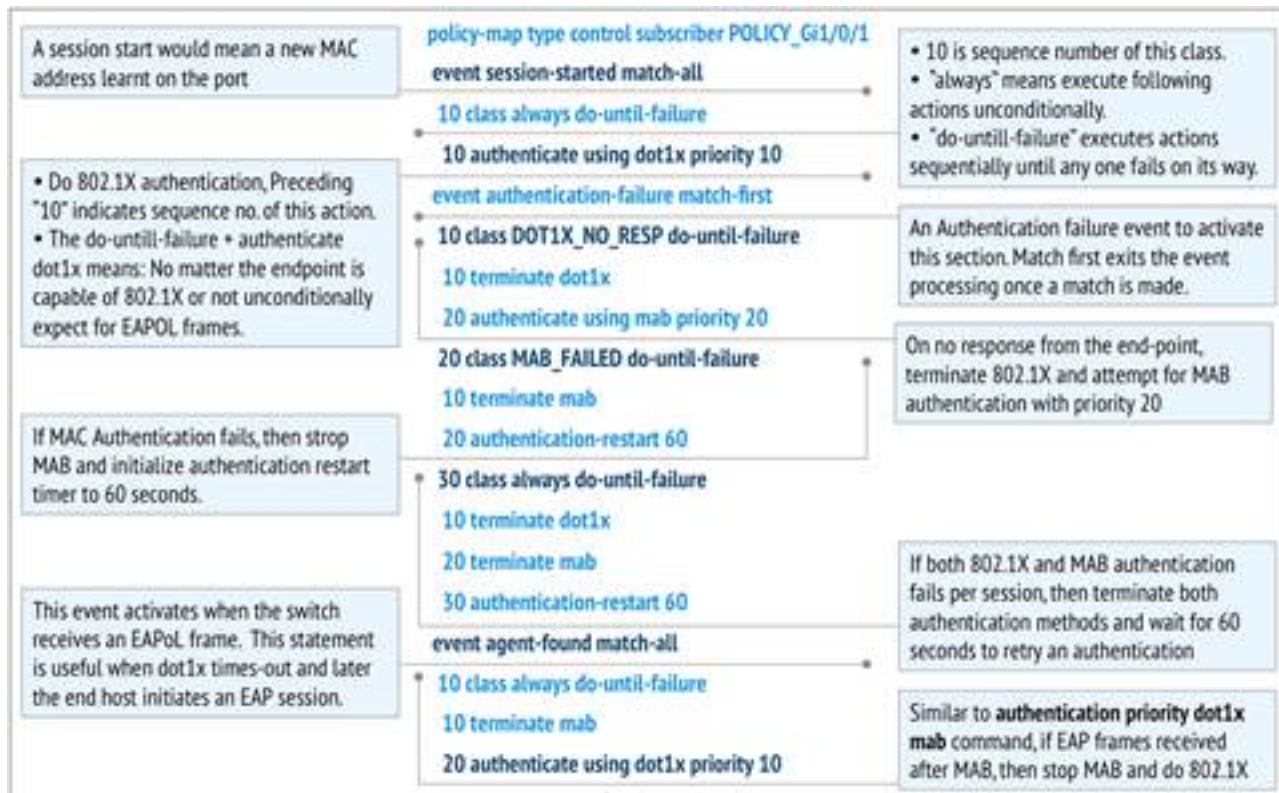 policy-map type control subscriber POLICY_Gi1/0/1
event session-started match-all
10 class always do-until-failure
10 authenticate using dot1x priority 10
event authentication-failure match-first
10 class DOT1X_NO_RESP do-until-failure
10 terminate dot1x
20 authenticate using mab priority 20
20 class MAB_FAILED do-until-failure
10 terminate mab
20 authentication-restart 60
30 class always do-until-failure
10 terminate dot1x
20 terminate mab
30 authentication-restart 60
event agent-found match-all
10 class always do-until-failure
10 terminate mab
20 authenticate using dot1x priority 10
A session start would mean a new MAC
address learnt on the port
• Do 802.1X authentication, Preceding
"10" indicates sequence no. of this action.
• The do-untill-failure + authenticate
dot1x means: No matter the endpoint is
capable of 802.1X or not unconditionally
expect for EAPOL frames.
If MAC Authentication fails, then strop
MAB and initialize authentication restart
timer to 60 seconds.
This event activates when the switch
receives an EAPoL frame. This statement
is useful when dot1x times-out and later
the end host initiates an EAP session.
• 10 is sequence number of this class.
• "always" means execute following
actions unconditionally.
• "do-untill-failure" executes actions
sequentially until any one fails on its way.
An Authentication failure event to activate
this section. Match first exits the event
processing once a match is made.
On no response from the end-point,
terminate 802.1X and attempt for MAB
authentication with priority 20
If both 802.1X and MAB authentication
fails per session, then terminate both
authentication methods and wait for 60
seconds to retry an authentication
Similar to authentication priority dot1x
mab command, if EAP frames received
after MAB, then stop MAB and do 802.1X